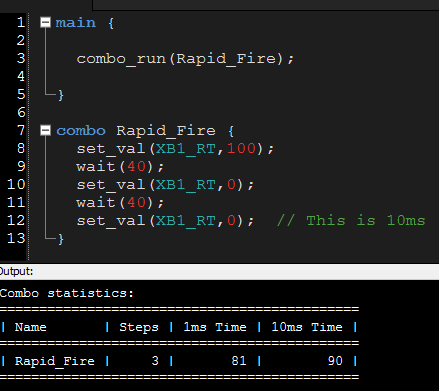 1 main {
2
3 combo_run(Rapid_Fire);
4
5 }
6
7 combo Rapid_Fire {
8 set_val(XB1_RT,100);
9 wait(40);
10 set_val(XB1_RT,0);
11 wait(40);
12 set_val(XB1_RT,0);  // This is 10ms
13 }
Output:
Combo statistics:
==================================================
| Name | Steps | 1ms Time | 10ms Time |
==================================================
| Rapid_Fire | 3 | 81 | 90 |
==================================================